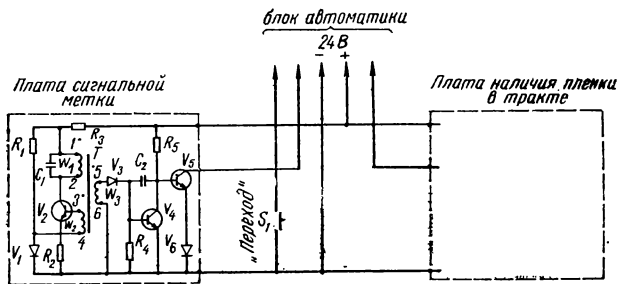 блок автоматики
24 В
- +
Плата сигнальной
метки
Плата наличия пленки
в тракте
R₁
1*
R₃
T
R₅
C₁
W₁
2
5
V₃
C₂
V₅
W₃
3*
V₂
W₂
6
4
V₄
V₁
R₂
R₄
V₆
„Переход"
S₁